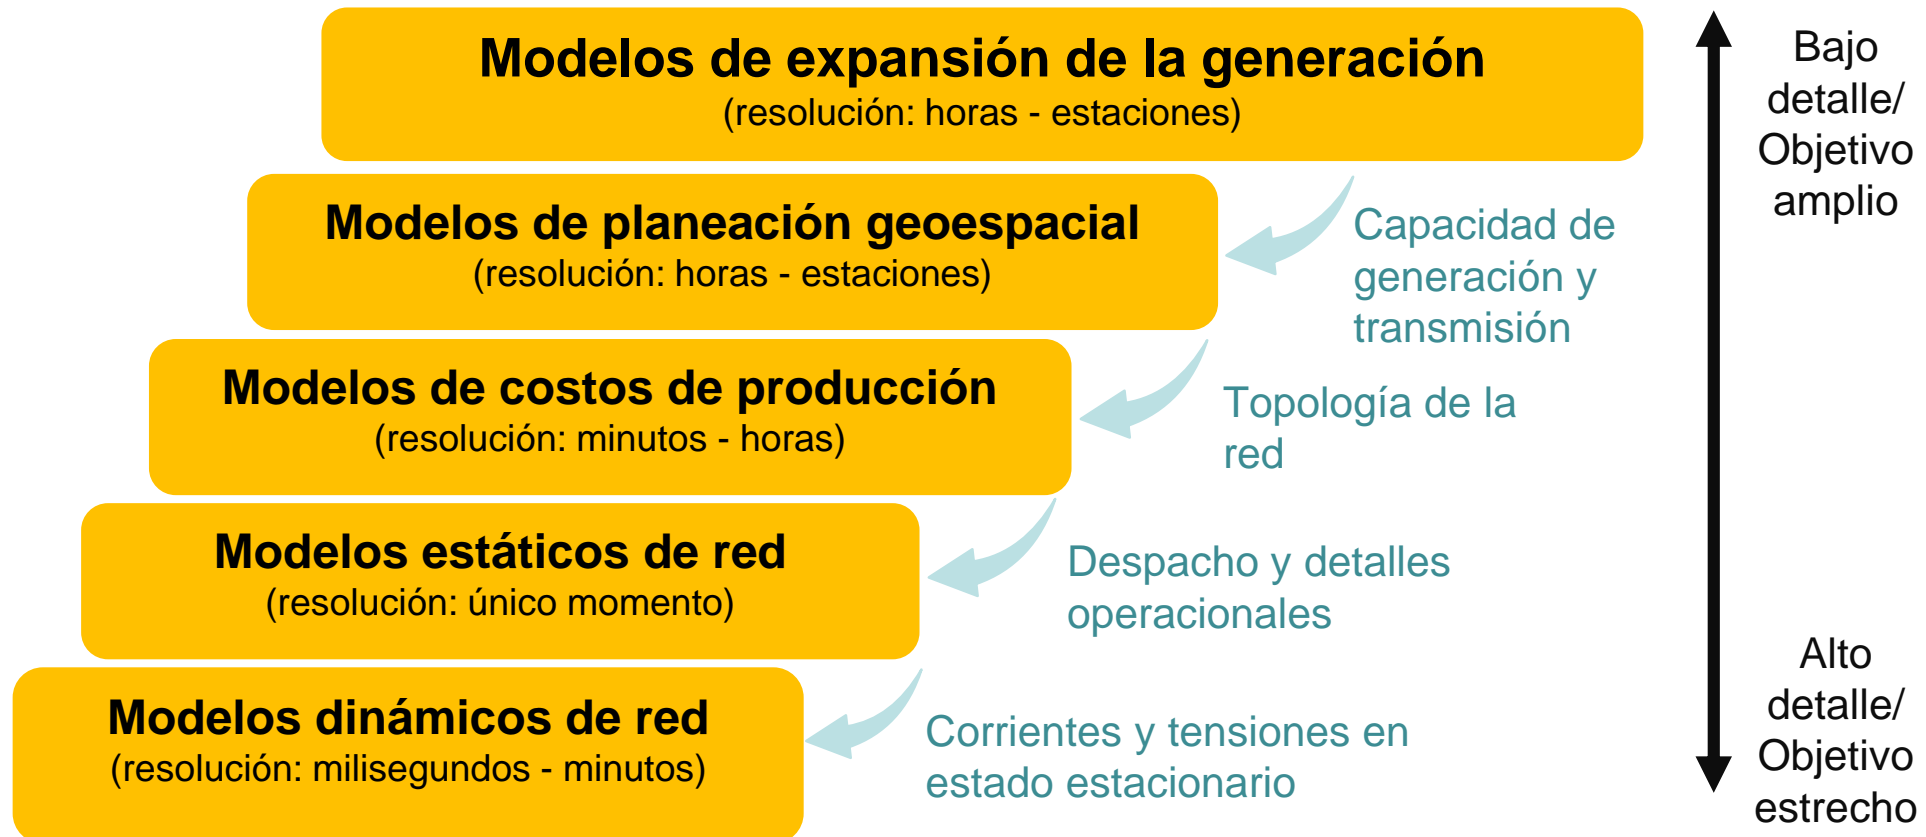 Modelos de expansión de la generación
(resolución: horas - estaciones)
Modelos de planeación geoespacial
(resolución: horas - estaciones)
Modelos de costos de producción
(resolución: minutos - horas)
Modelos estáticos de red
(resolución: único momento)
Modelos dinámicos de red
(resolución: milisegundos - minutos)
Capacidad de
generación y
transmisión
Topología de la
red
Despacho y detalles
operacionales
Corrientes y tensiones en
estado estacionario
Bajo
detalle/
Objetivo
amplio
Alto
detalle/
Objetivo
estrecho